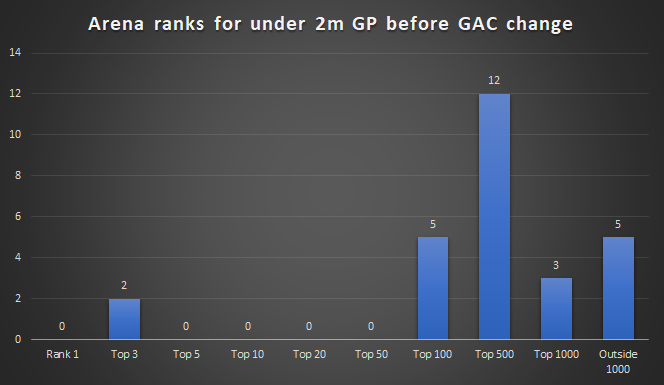 Arena ranks for under 2m GP before GAC change
14
12
10
8
6
4
2
0
0
2
0
0
0
0
5
12
3
5
Rank 1
Top 3
Top 5
Top 10
Top 20
Top 50
Top 100
Top 500
Top 1000
Outside
1000